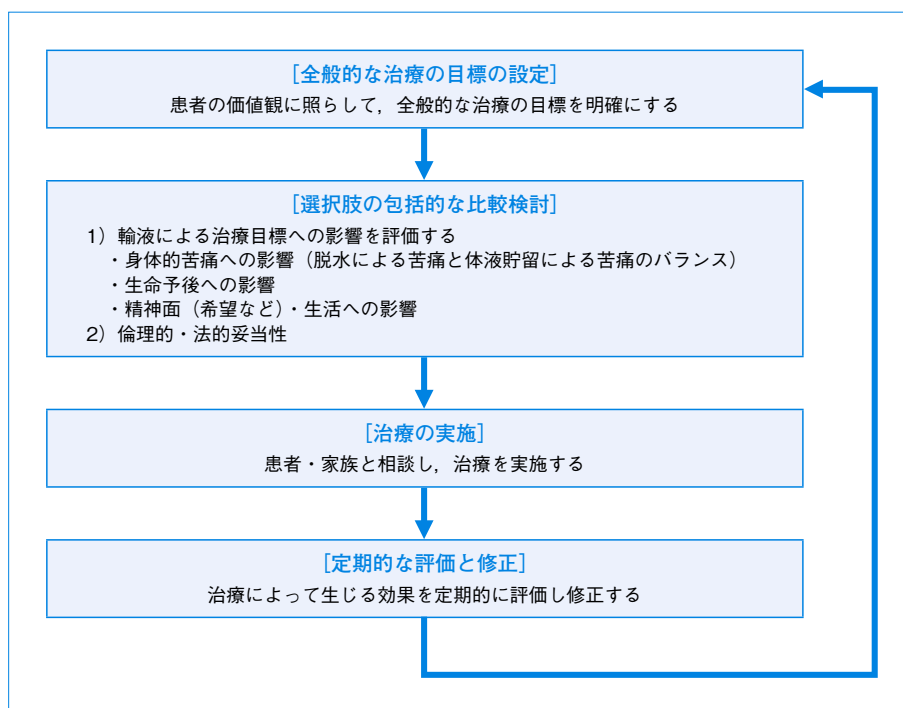 ［全般的な治療の目標の設定］
患者の価値観に照らして，全般的な治療の目標を明確にする
［選択肢の包括的な比較検討］
1）輸液による治療目標への影響を評価する
・身体的苦痛への影響（脱水による苦痛と体液貯留による苦痛のバランス）
・生命予後への影響
・精神面（希望など）・生活への影響
2）倫理的・法的妥当性
［治療の実施］
患者・家族と相談し，治療を実施する
［定期的な評価と修正］
治療によって生じる効果を定期的に評価し修正する